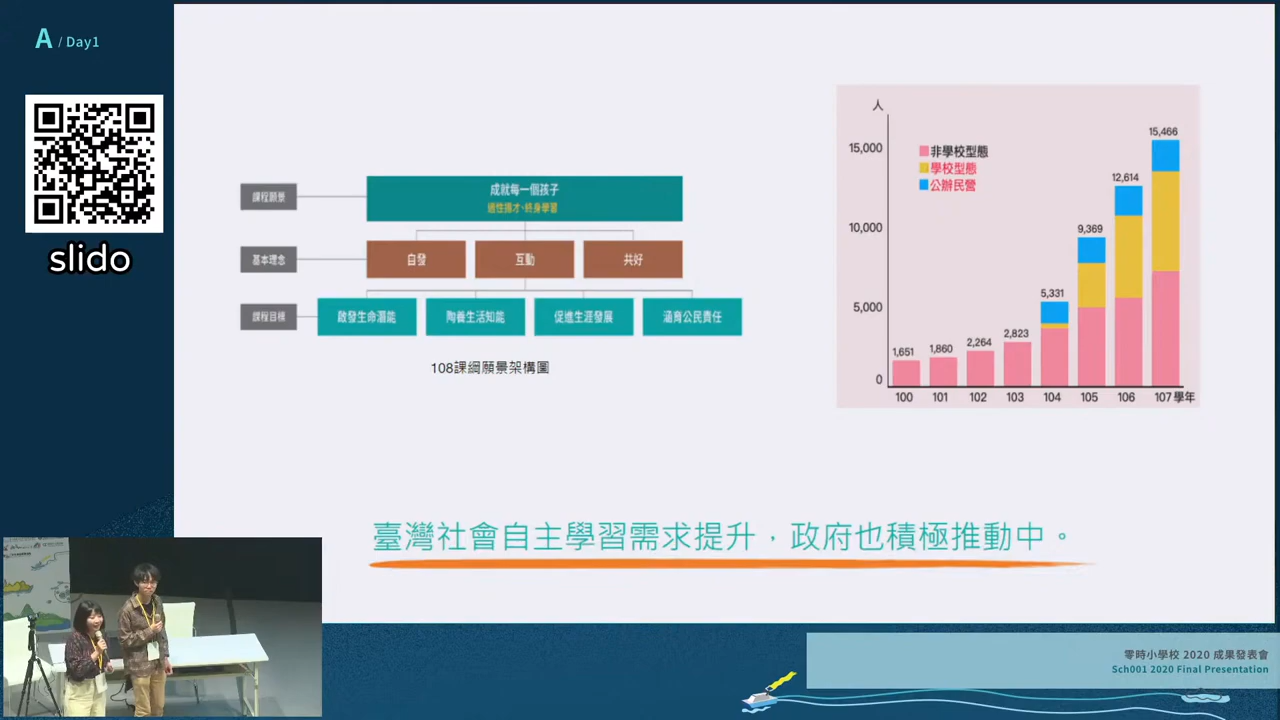 A / Day1
slido
課程願景
成就每一個孩子
適性揚才、終身學習
基本理念
自發
互動
共好
課程目標
啟發生命潛能
陶養生活知能
促進生涯發展
涵育公民責任
108課綱願景架構圖
人
非學校型態
學校型態
公辦民營
15,000
10,000
5,000
0
1,651
1,860
2,264
2,823
5,331
9,369
12,614
15,466
100 101 102 103 104 105 106 107 學年
臺灣社會自主學習需求提升，政府也積極推動中。
零時小學校 2020 成果發表會
Sch001 2020 Final Presentation